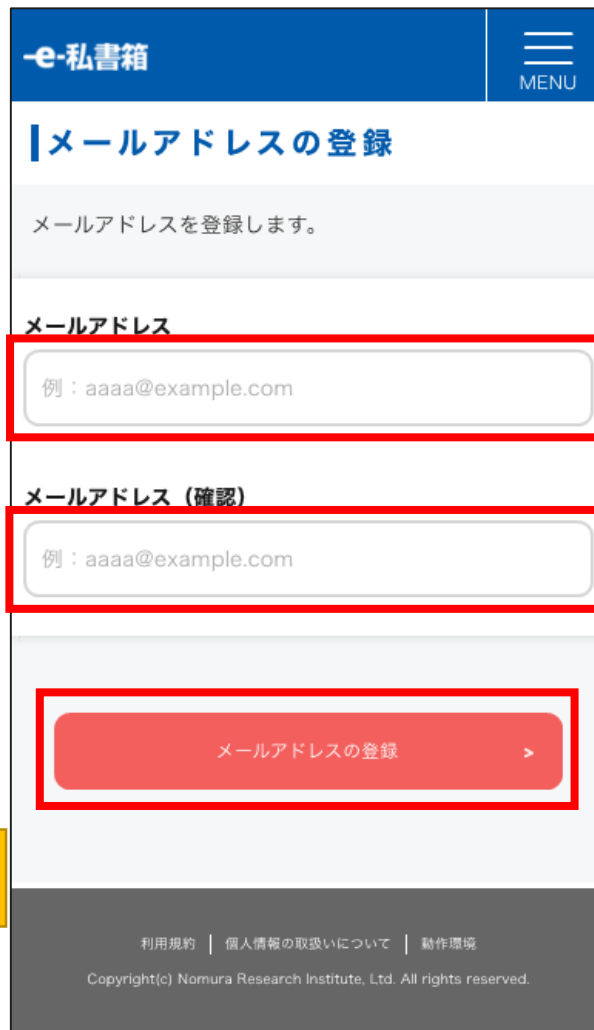 -e-私書箱
MENU
メールアドレスの登録
メールアドレスを登録します。
メールアドレス
例：aaaa@example.com
メールアドレス（確認）
例：aaaa@example.com
メールアドレスの登録 >
利用規約 | 個人情報の取扱いについて | 動作環境
Copyright(c) Nomura Research Institute, Ltd. All rights reserved.